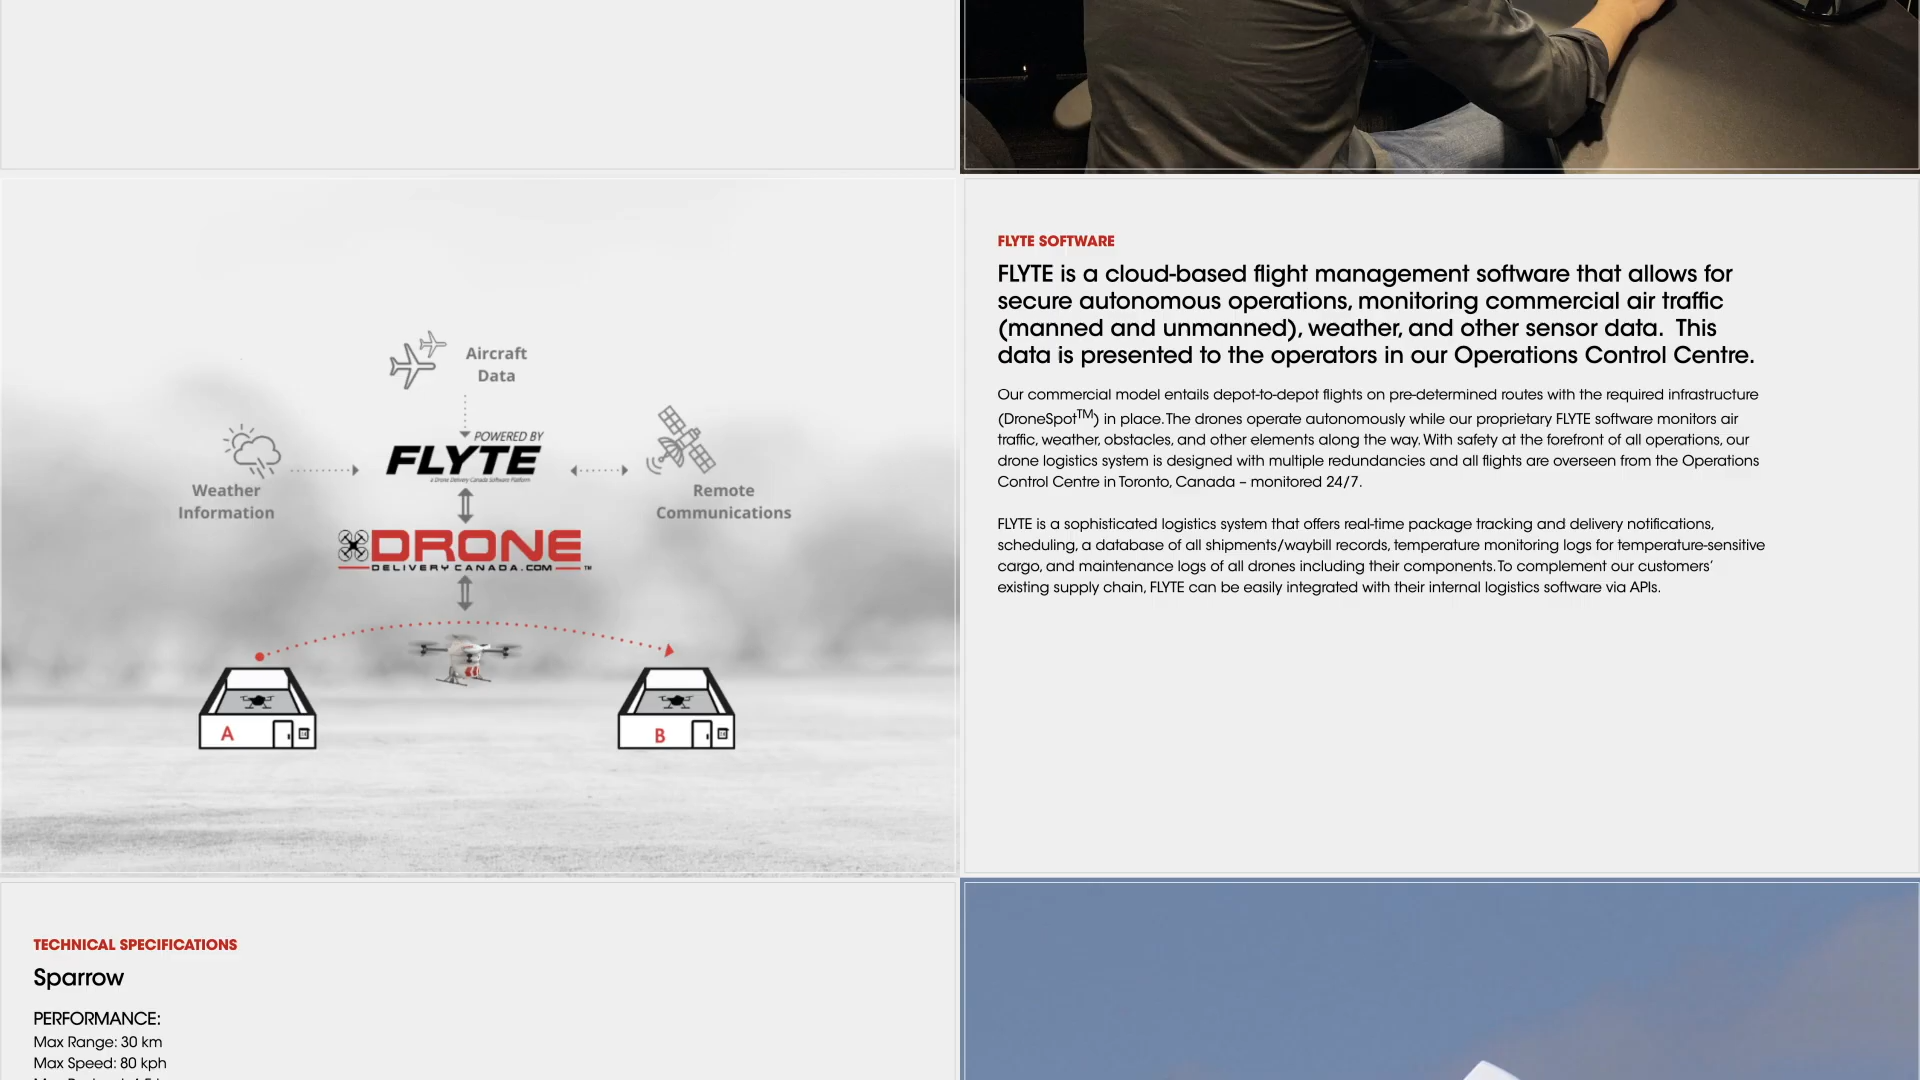 Aircraft
Data
POWERED BY
FLYTE
a Drone Delivery Canada Software Platform
Weather
Information
Remote
Communications
DRONE
DELIVERY CANADA.COM ™
A
B
FLYTE SOFTWARE
FLYTE is a cloud-based flight management software that allows for
secure autonomous operations, monitoring commercial air traffic
(manned and unmanned), weather, and other sensor data. This
data is presented to the operators in our Operations Control Centre.
Our commercial model entails depot-to-depot flights on pre-determined routes with the required infrastructure
(DroneSpot™) in place. The drones operate autonomously while our proprietary FLYTE software monitors air
traffic, weather, obstacles, and other elements along the way. With safety at the forefront of all operations, our
drone logistics system is designed with multiple redundancies and all flights are overseen from the Operations
Control Centre in Toronto, Canada – monitored 24/7.
FLYTE is a sophisticated logistics system that offers real-time package tracking and delivery notifications,
scheduling, a database of all shipments/waybill records, temperature monitoring logs for temperature-sensitive
cargo, and maintenance logs of all drones including their components. To complement our customers’
existing supply chain, FLYTE can be easily integrated with their internal logistics software via APIs.
TECHNICAL SPECIFICATIONS
Sparrow
PERFORMANCE:
Max Range: 30 km
Max Speed: 80 kph